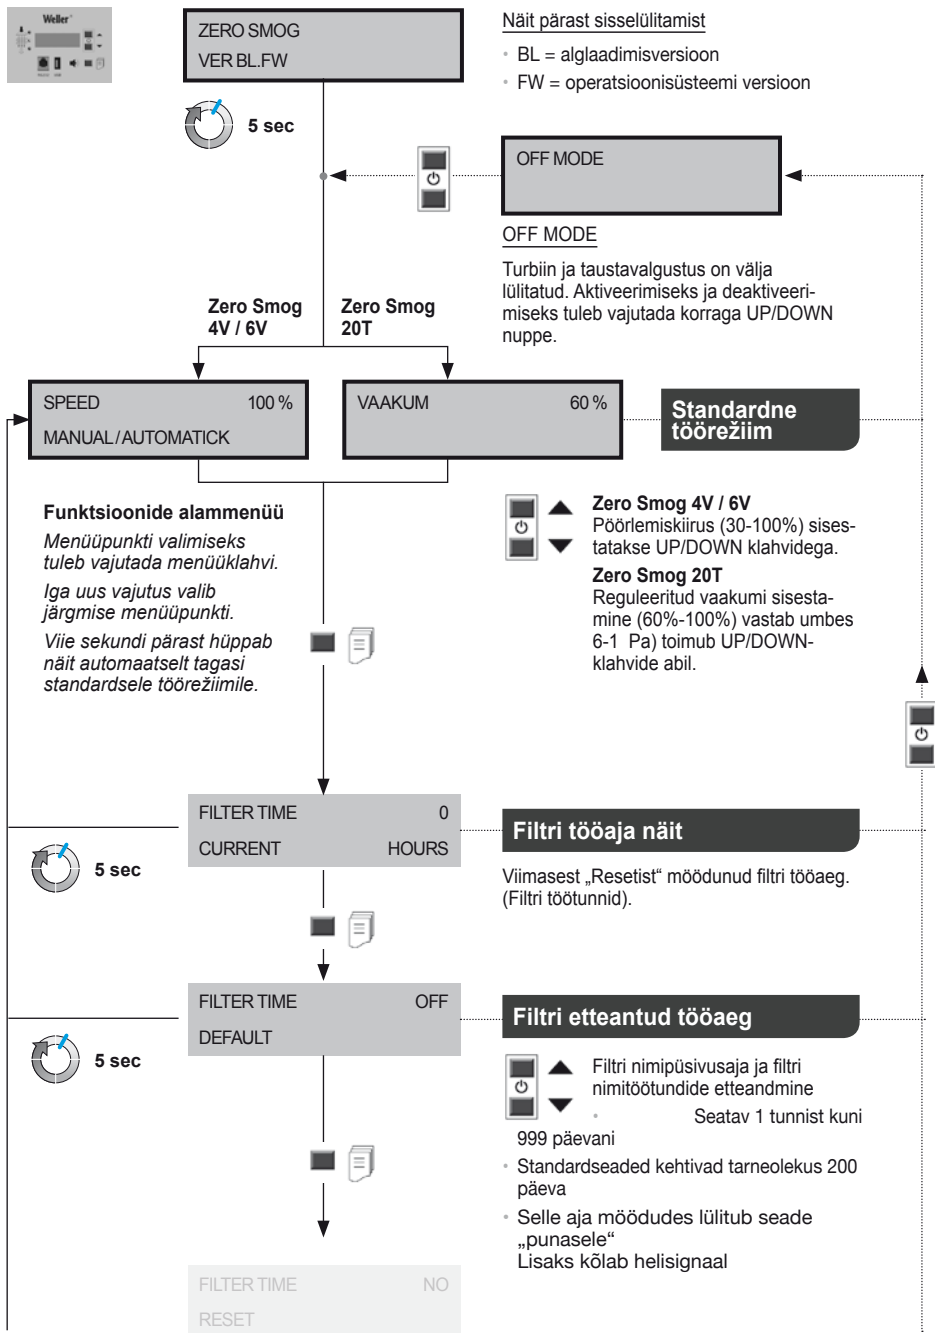 Weller
ZERO SMOG
VER BL.FW
Näit pärast sisselülitamist
• BL = alglaadimisversioon
• FW = operatsioonisüsteemi versioon
5 sec
OFF MODE
OFF MODE
Turbiin ja taustavalgustus on välja
lülitatud. Aktiveerimiseks ja deaktiveeri-
miseks tuleb vajutada korraga UP/DOWN
nuppe.
Zero Smog
4V / 6V
Zero Smog
20T
SPEED 100 %
MANUAL/AUTOMATICK
VAAKUM 60 %
Standardne
töörežiim
Funktsioonide alammenüü
Menüüpunkti valimiseks
tuleb vajutada menüüklahvi.
Iga uus vajutus valib
järgmise menüüpunkti.
Viie sekundi pärast hüppab
näit automaatselt tagasi
standardsele töörežiimile.
Zero Smog 4V / 6V
Pöörlemiskiirus (30-100%) sises-
tatakse UP/DOWN klahvidega.
Zero Smog 20T
Reguleeritud vaakumi sisesta-
mine (60%-100%) vastab umbes
6-1 Pa) toimub UP/DOWN-
klahvide abil.
FILTER TIME 0
CURRENT HOURS
5 sec
Filtri tööaja näit
Viimasest „Resetist“ möödunud filtri tööaeg.
(Filtri töötunnid).
FILTER TIME OFF
DEFAULT
5 sec
Filtri etteantud tööaeg
Filtri nimipüsivusaja ja filtri
nimitöötundide etteandmine
• Seatav 1 tunnist kuni
999 päevani
• Standardseaded kehtivad tarneolekus 200
päeva
• Selle aja möödudes lülitub seade
„punasele“
Lisaks kõlab helisignaal
FILTER TIME NO
RESET